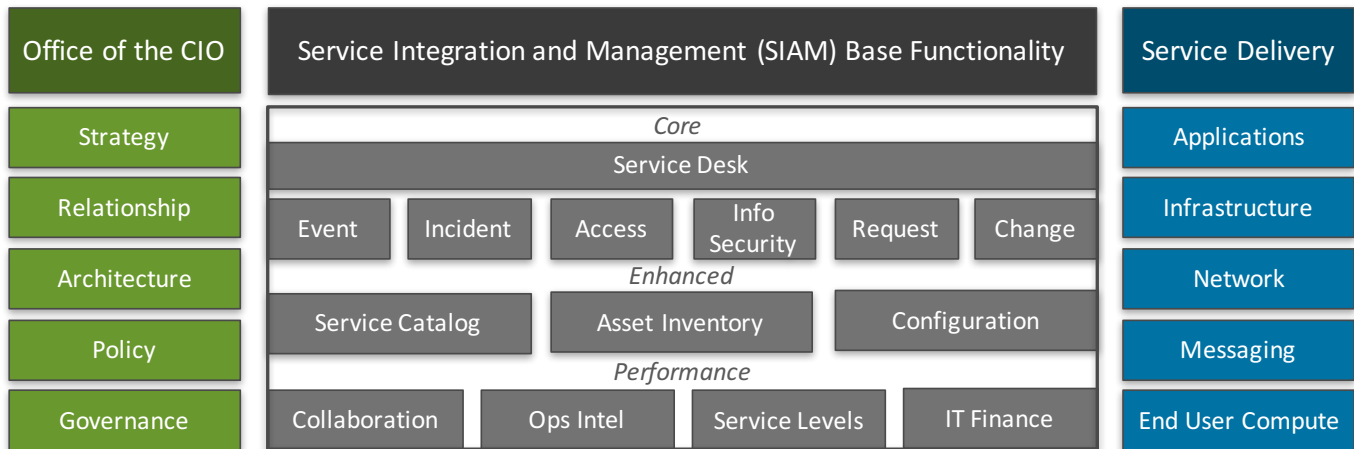 Office of the CIO
Service Integration and Management (SIAM) Base Functionality
Service Delivery
Strategy
Relationship
Architecture
Policy
Governance
Core
Service Desk
Event
Incident
Access
Info
Security
Request
Change
Enhanced
Service Catalog
Asset Inventory
Configuration
Performance
Collaboration
Ops Intel
Service Levels
IT Finance
Applications
Infrastructure
Network
Messaging
End User Compute